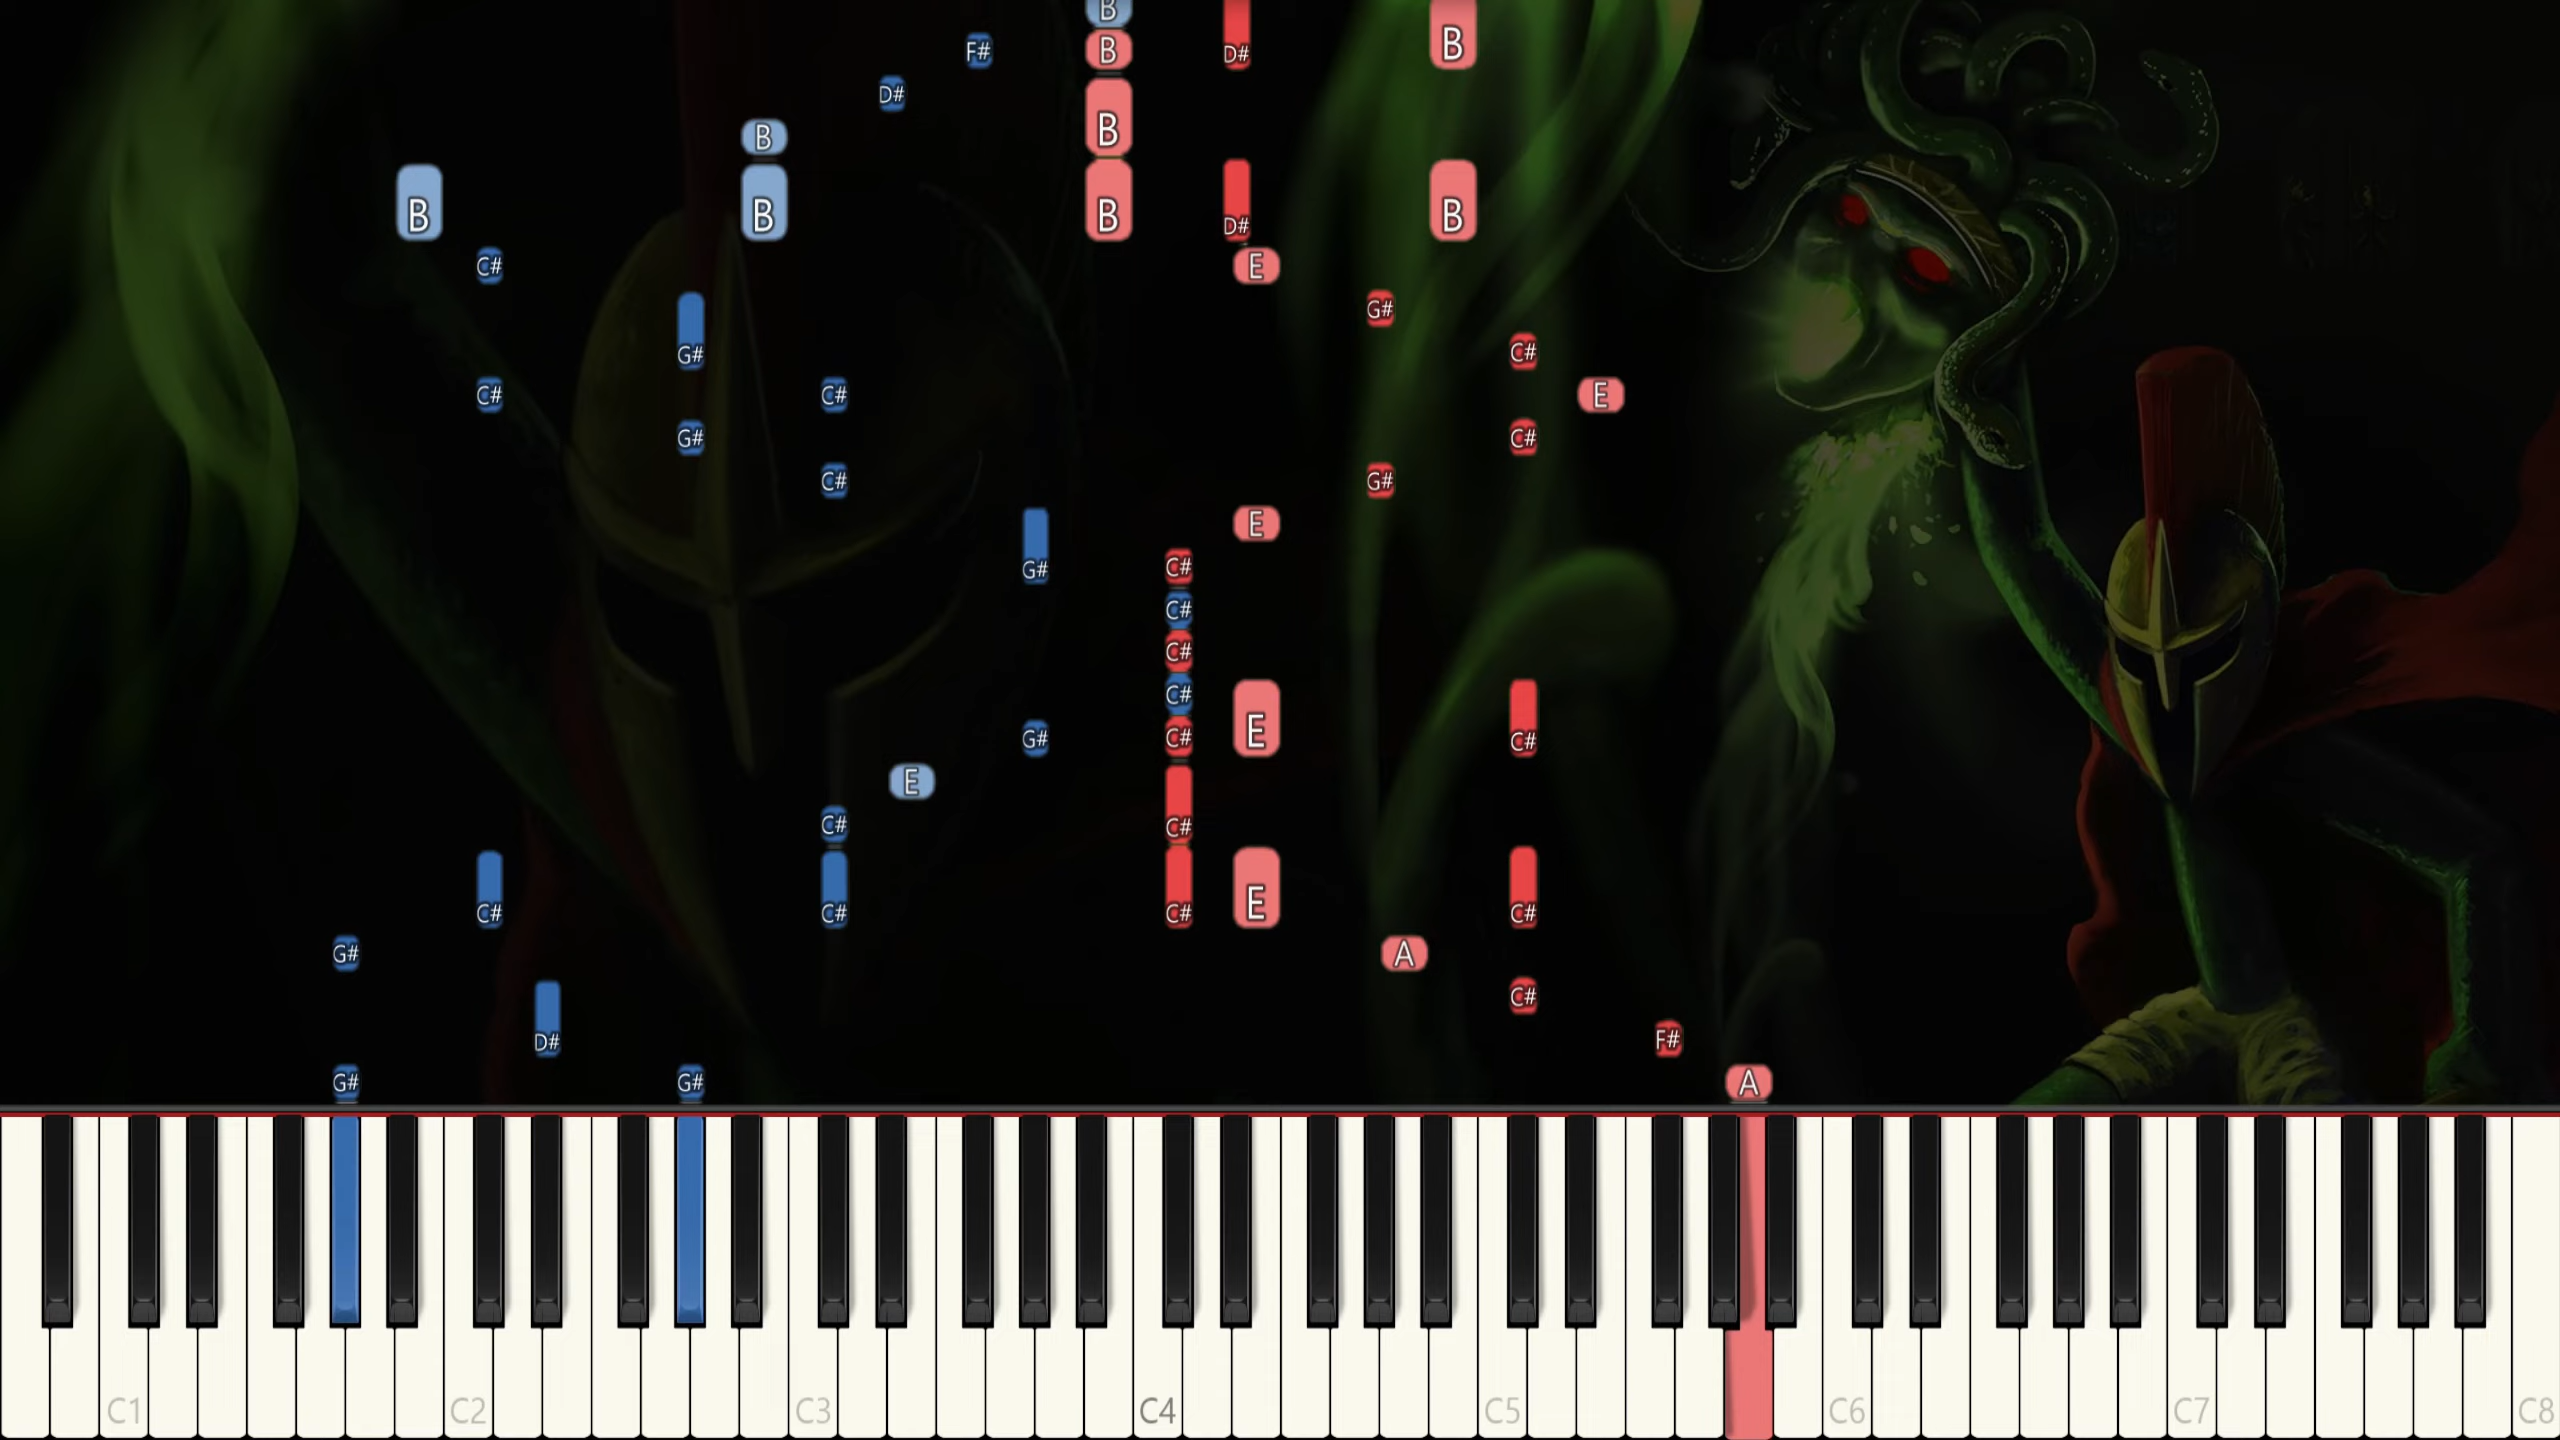 B
F# B D# B
D#
B B
B B B D# B
C# E
G#
G# C#
C# C# E
G# C#
C# G#
E
G# C#
C#
C#
C#
G# C# E C#
E
C# C#
C# C# C# E C#
G# A
C#
D# F#
G# G# A
C1 C2 C3 C4 C5 C6 C7 C8